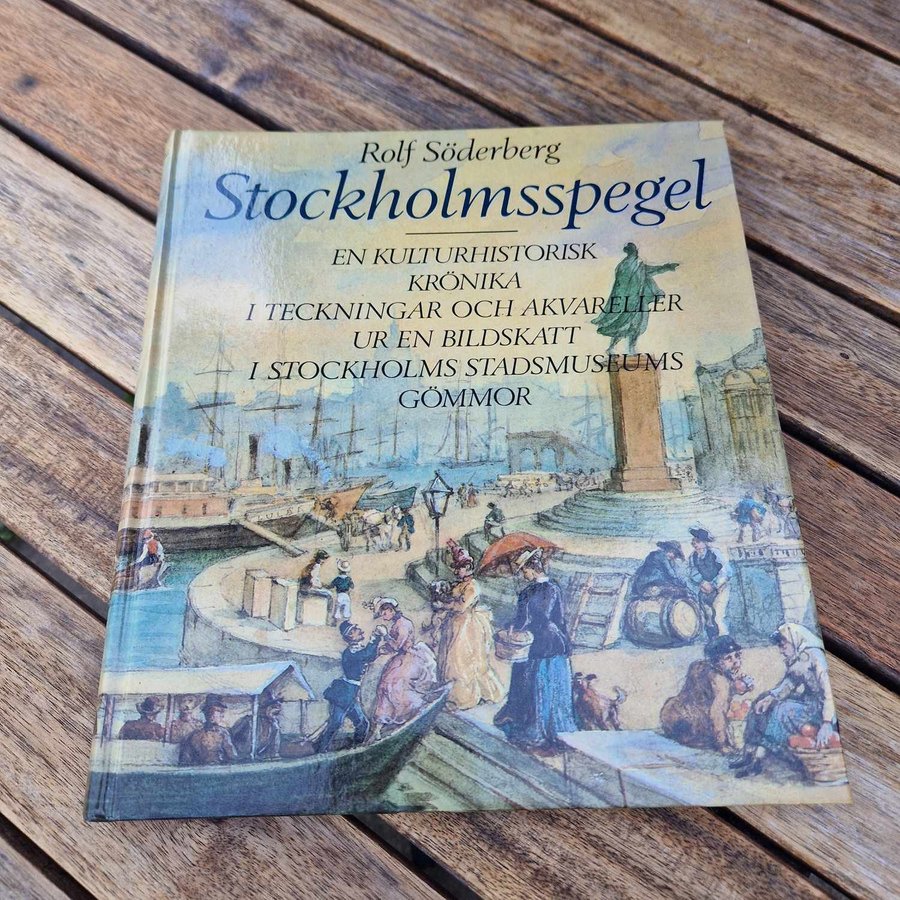 Rolf Söderberg
Stockholmsspegel
EN KULTURHISTORISK
KRÖNIKA
I TECKNINGAR OCH AKVARELLER
UR EN BILDSKATT
I STOCKHOLMS STADSMUSEUMS
GÖMMOR